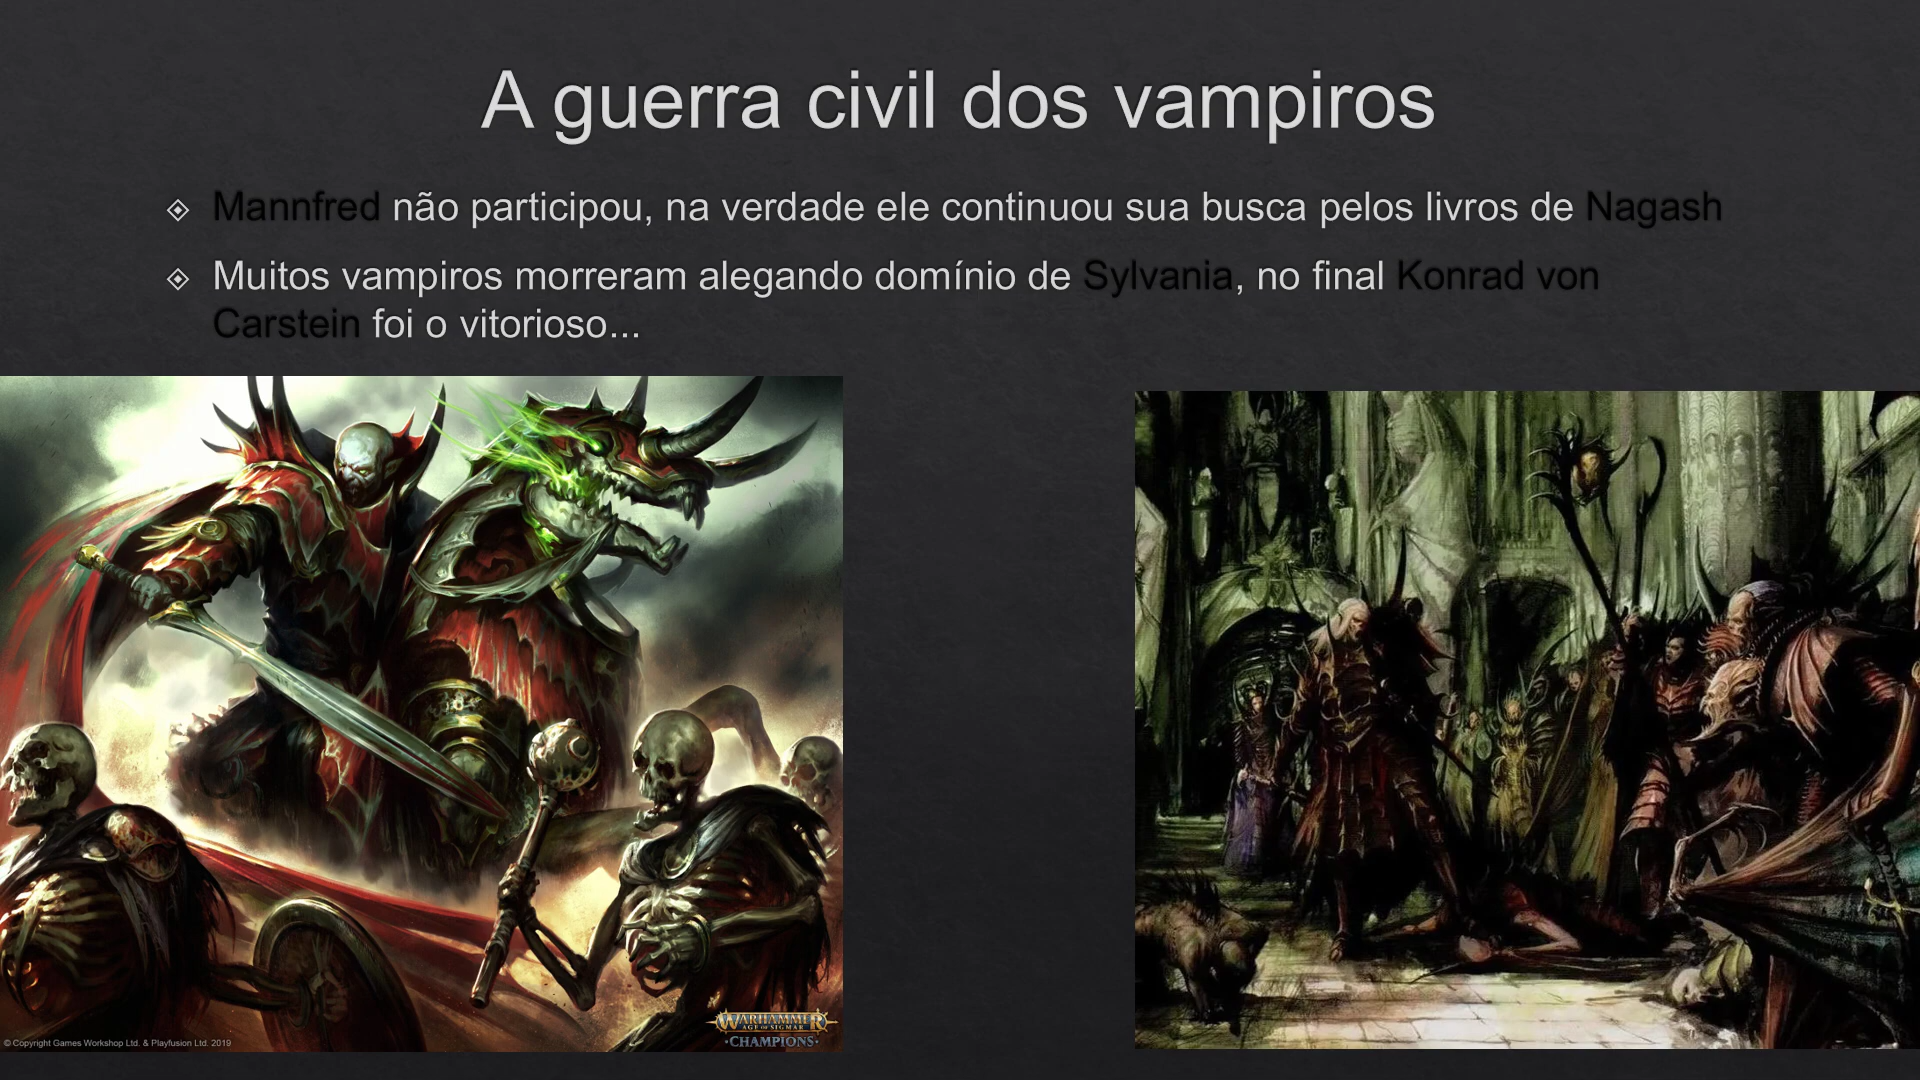 A guerra civil dos vampiros
Mannfred não participou, na verdade ele continuou sua busca pelos livros de Nagash
Muitos vampiros morreram alegando domínio de Sylvania, no final Konrad von
Carstein foi o vitorioso...
WARHAMMER
AGE OF SIGMAR
·CHAMPIONS·
© Copyright Games Workshop Ltd. & Playfusion Ltd. 2019